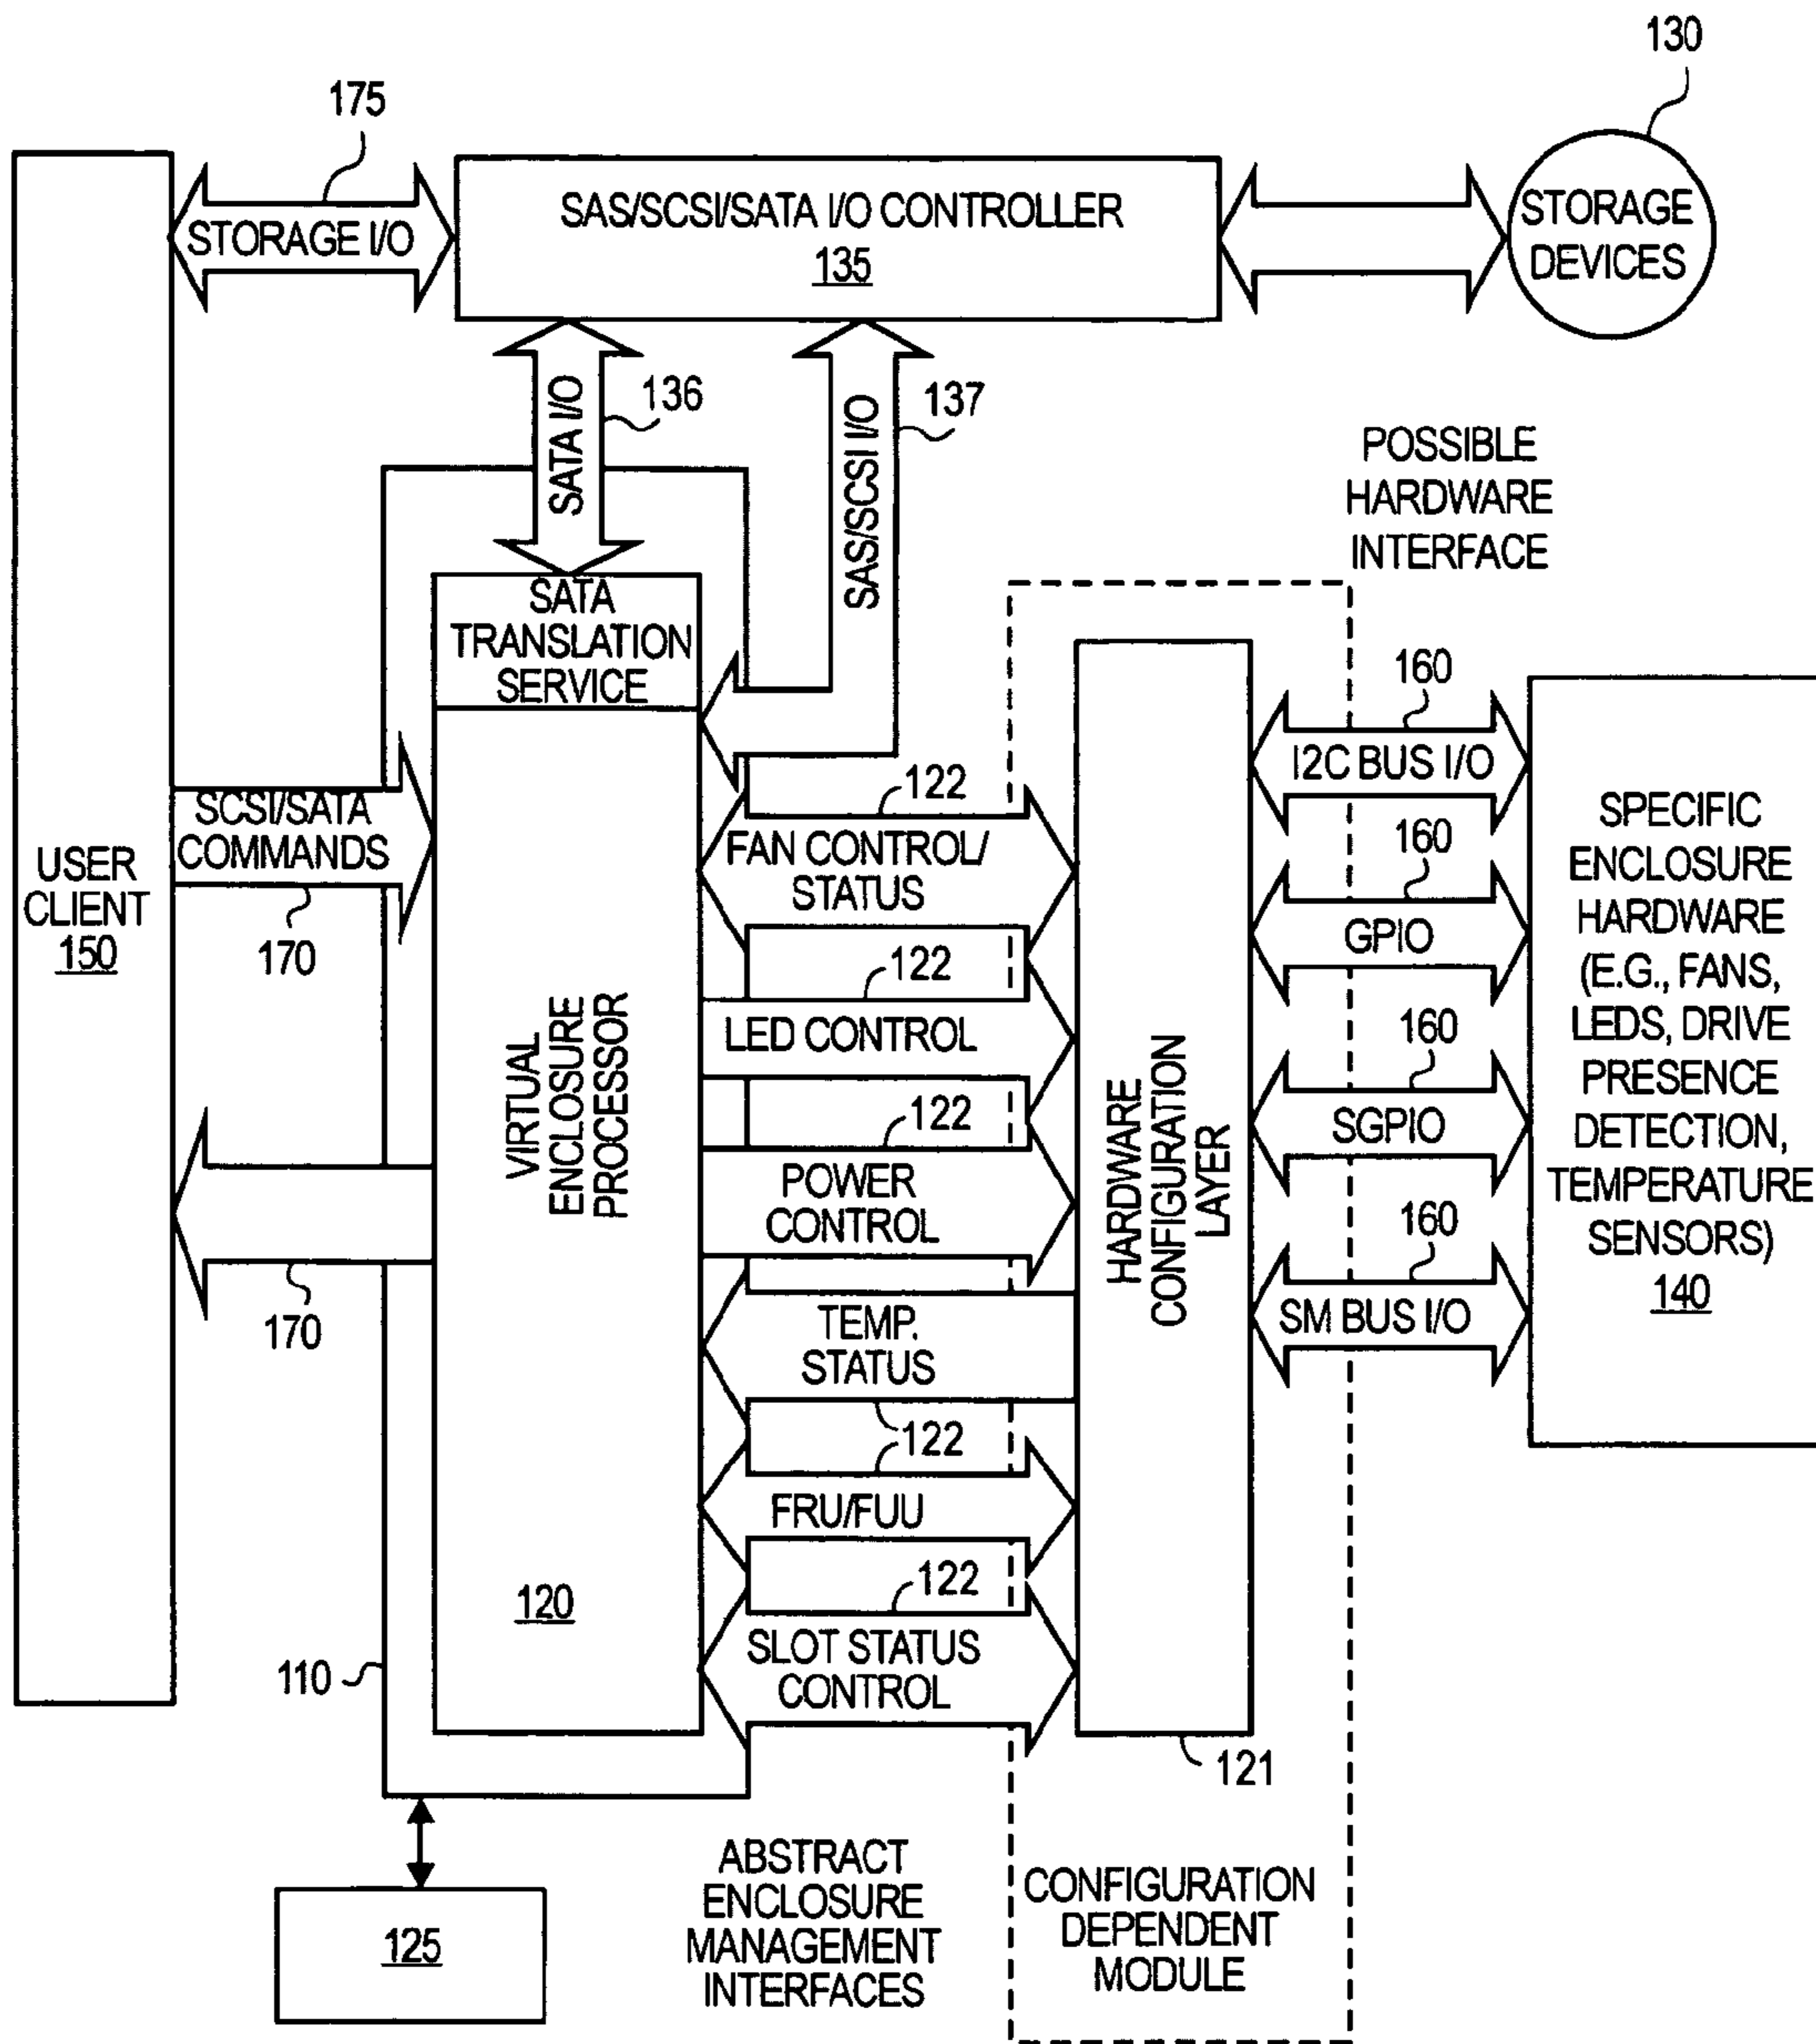 130
175
STORAGE I/O
SAS/SCSI/SATA I/O CONTROLLER
135
STORAGE
DEVICES
SATA I/O
136
SAS/SCSI I/O
137
POSSIBLE
HARDWARE
INTERFACE
SATA
TRANSLATION
SERVICE
USER
CLIENT
150
SCSI/SATA
COMMANDS
170
170
VIRTUAL
ENCLOSURE
PROCESSOR
120
110
122
FAN CONTROL/
STATUS
122
LED CONTROL
122
POWER
CONTROL
TEMP.
STATUS
122
122
FRU/FUU
122
SLOT STATUS
CONTROL
HARDWARE
CONFIGURATION
LAYER
121
160
I2C BUS I/O
160
GPIO
160
SGPIO
160
SM BUS I/O
SPECIFIC
ENCLOSURE
HARDWARE
(E.G., FANS,
LEDS, DRIVE
PRESENCE
DETECTION,
TEMPERATURE
SENSORS)
140
125
ABSTRACT
ENCLOSURE
MANAGEMENT
INTERFACES
CONFIGURATION
DEPENDENT
MODULE